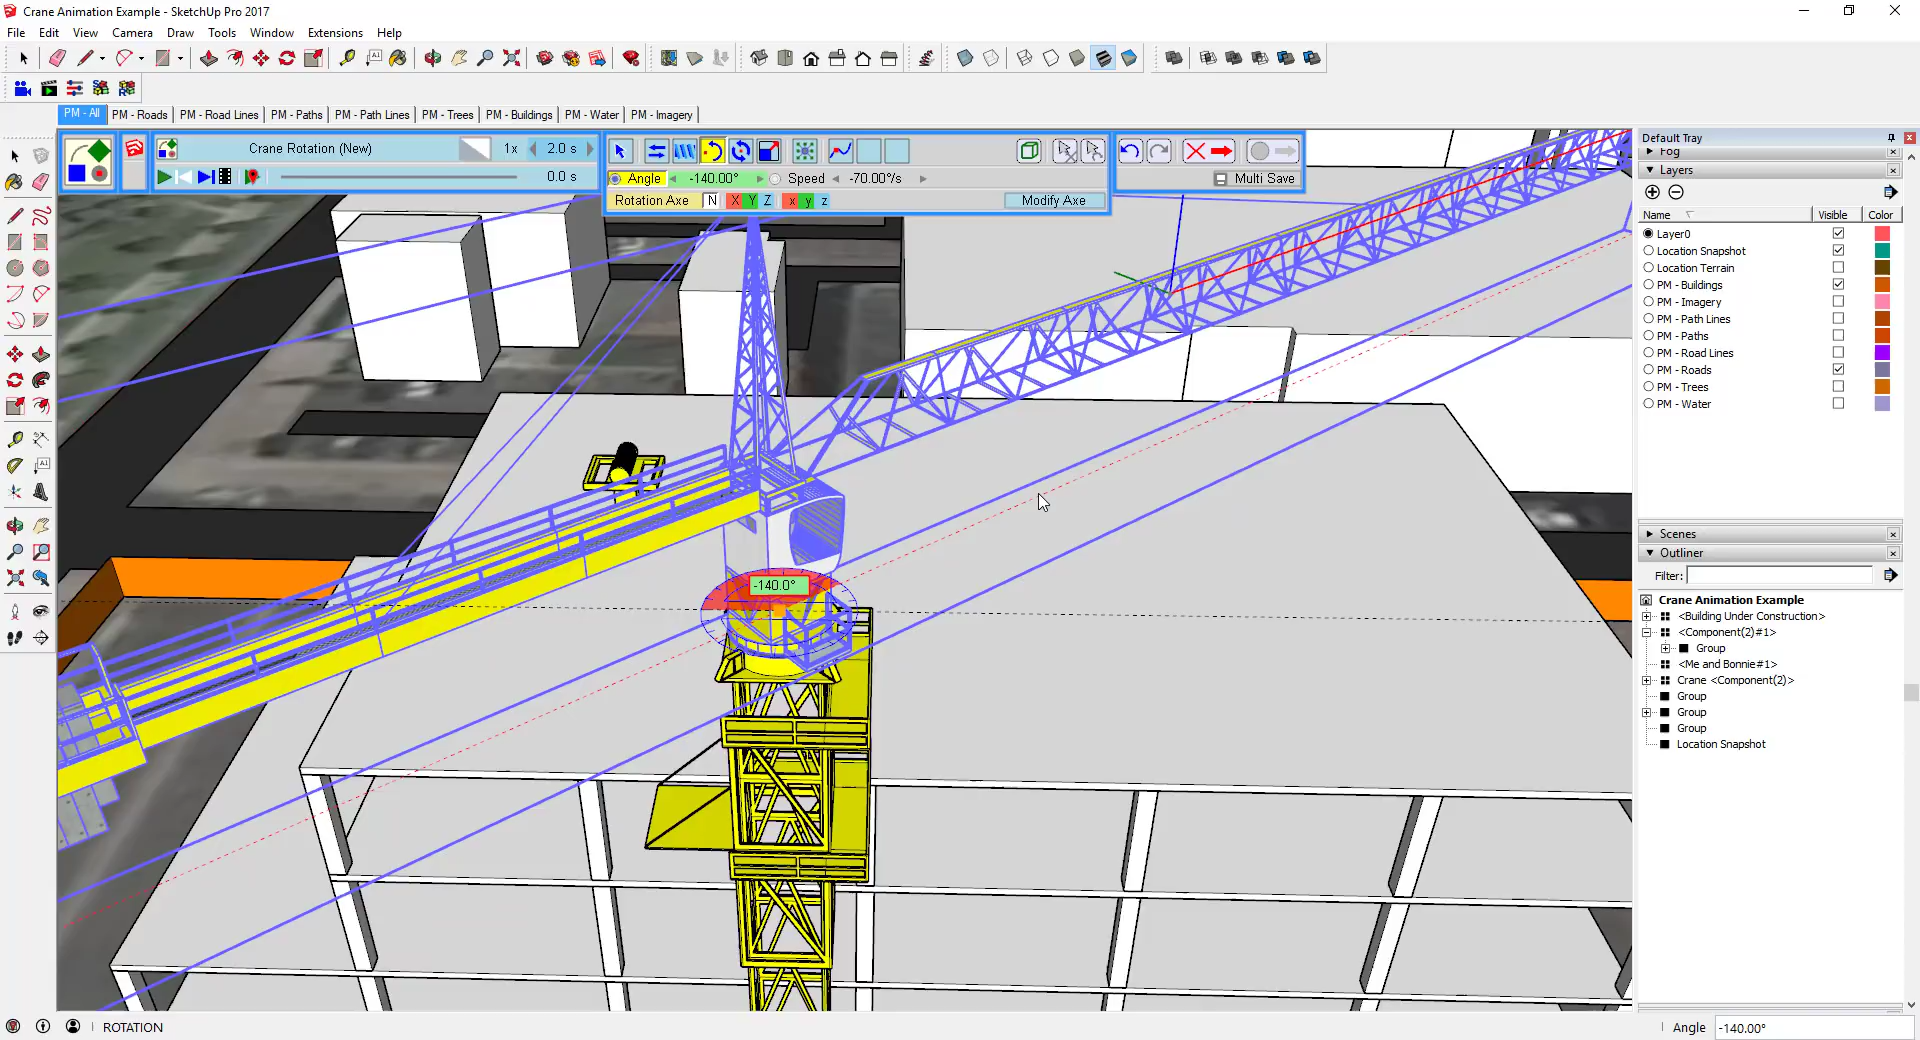 Crane Animation Example - SketchUp Pro 2017
File Edit View Camera Draw Tools Window Extensions Help
PM - All PM - Roads PM - Road Lines PM - Paths PM - Path Lines PM - Trees PM - Buildings PM - Water PM - Imagery
Crane Rotation (New) 1x 2.0 s
0.0 s
Angle -140.00° Speed -70.00°/s
Rotation Axe N X Y Z x y z Modify Axe
Multi Save
-140.0°
Default Tray
Fog
Layers
Name Visible Color
Layer0
Location Snapshot
Location Terrain
PM - Buildings
PM - Imagery
PM - Path Lines
PM - Paths
PM - Road Lines
PM - Roads
PM - Trees
PM - Water
Scenes
Outliner
Filter:
Crane Animation Example
<Building Under Construction>
<Component(2)#1>
Group
<Me and Bonnie#1>
Crane <Component(2)>
Group
Group
Group
Location Snapshot
ROTATION
Angle -140.00°